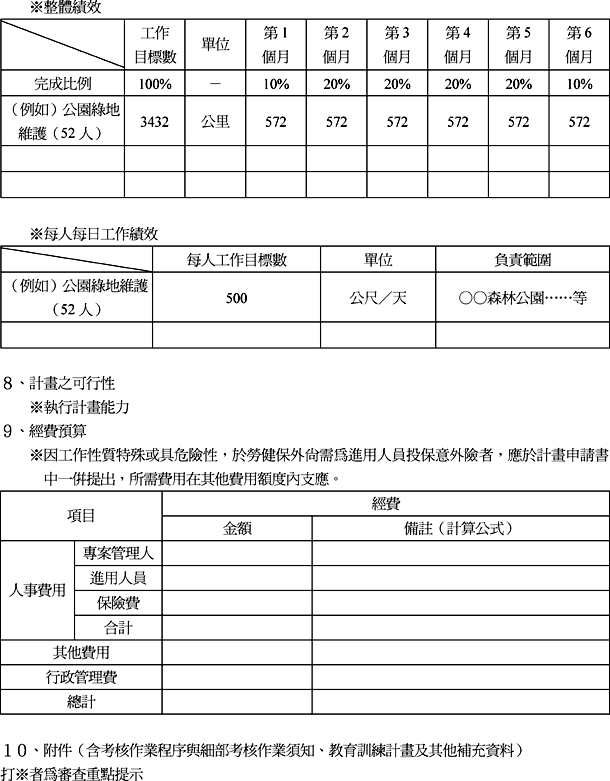 ※整體績效
工作目標數 單位 第1個月 第2個月 第3個月 第4個月 第5個月 第6個月
完成比例 100% － 10% 20% 20% 20% 20% 10%
（例如）公園綠地維護（52人） 3432 公里 572 572 572 572 572 572
※每人每日工作績效
每人工作目標數 單位 負責範圍
（例如）公園綠地維護（52人） 500 公尺／天 ○○森林公園……等
８、計畫之可行性
※執行計畫能力
９、經費預算
※因工作性質特殊或具危險性，於勞健保外尚需為進用人員投保意外險者，應於計畫申請書
中一併提出，所需費用在其他費用額度內支應。
項目 經費
金額 備註（計算公式）
人事費用 專案管理人
進用人員
保險費
合計
其他費用
行政管理費
總計
１０、附件（含考核作業程序與細部考核作業須知、教育訓練計畫及其他補充資料）
打※者為審查重點提示